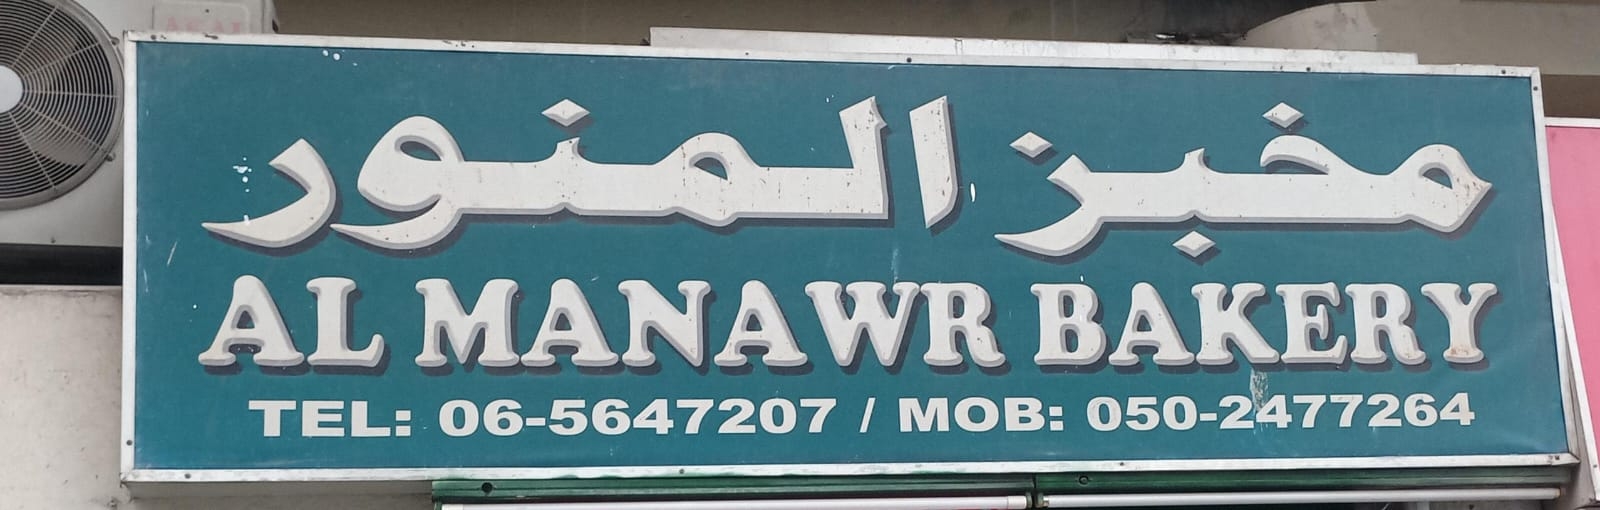 مخبز المنور
AL MANAWR BAKERY
TEL: 06-5647207 / MOB: 050-2477264